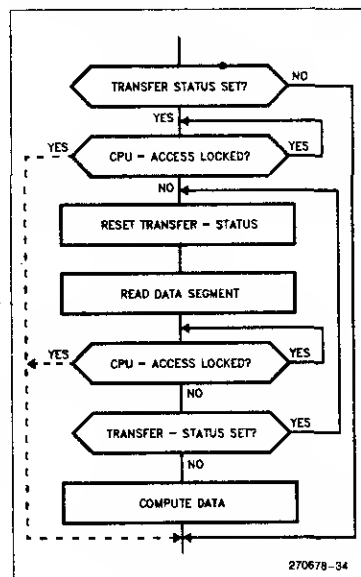 TRANSFER STATUS SET?
NO
YES
YES
CPU - ACCESS LOCKED?
YES
NO
RESET TRANSFER - STATUS
READ DATA SEGMENT
YES
CPU - ACCESS LOCKED?
YES
NO
TRANSFER - STATUS SET?
YES
NO
COMPUTE DATA
270678-34